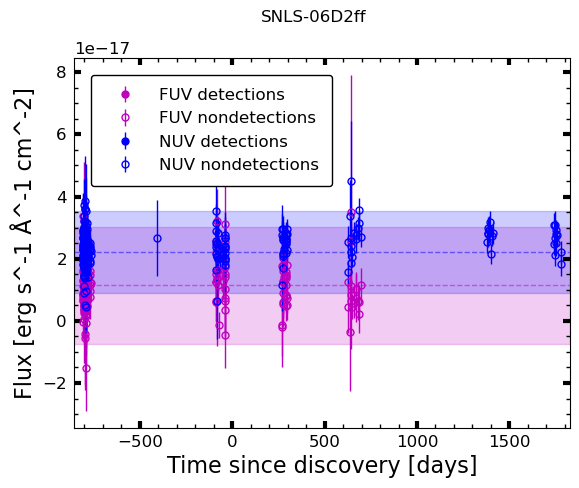 SNLS-06D2ff
1e−17
8
6
4
2
0
−2
Flux [erg s^-1 Å^-1 cm^-2]
FUV detections
FUV nondetections
NUV detections
NUV nondetections
−500
0
500
1000
1500
Time since discovery [days]